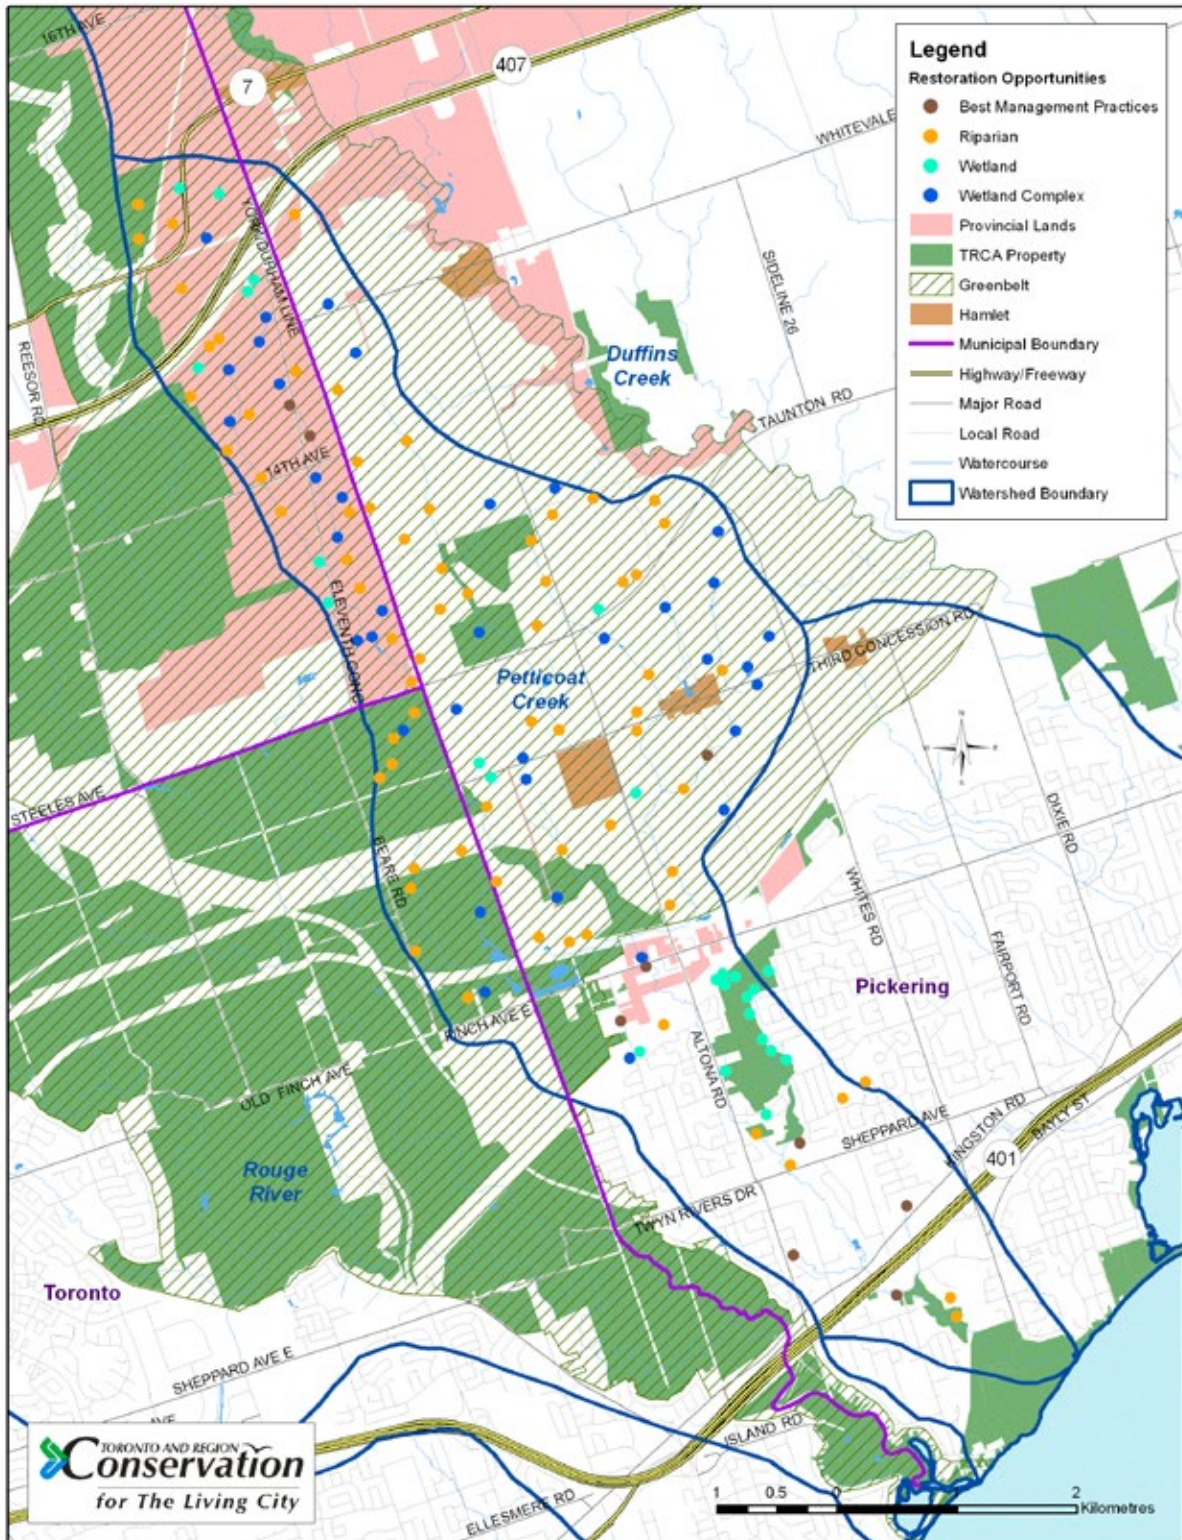 16TH AVE
7
407
WHITEVALE
Legend
Restoration Opportunities
Best Management Practices
Riparian
Wetland
Wetland Complex
Provincial Lands
TRCA Property
Greenbelt
Hamlet
Municipal Boundary
Highway/Freeway
Major Road
Local Road
Watercourse
Watershed Boundary
YORK/DURHAM LINE
SIDELINE 26
REESOR RD
Duffins
Creek
TAUNTON RD
14TH AVE
ELEVENTH CONC
THIRD CONCESSION RD
Petticoat
Creek
N
STEELES AVE
BEARE RD
DIXIE RD
WHITES RD
FAIRPORT RD
Pickering
FINCH AVE E
ALTONA RD
OLD FINCH AVE
SHEPPARD AVE
KINGSTON RD
BAYLY ST
401
Rouge
River
TWYN RIVERS DR
Toronto
SHEPPARD AVE E
AVE
ISLAND RD
ELLESMERE RD
TORONTO AND REGION
Conservation
for The Living City
1 0.5 0 1 2
Kilometres